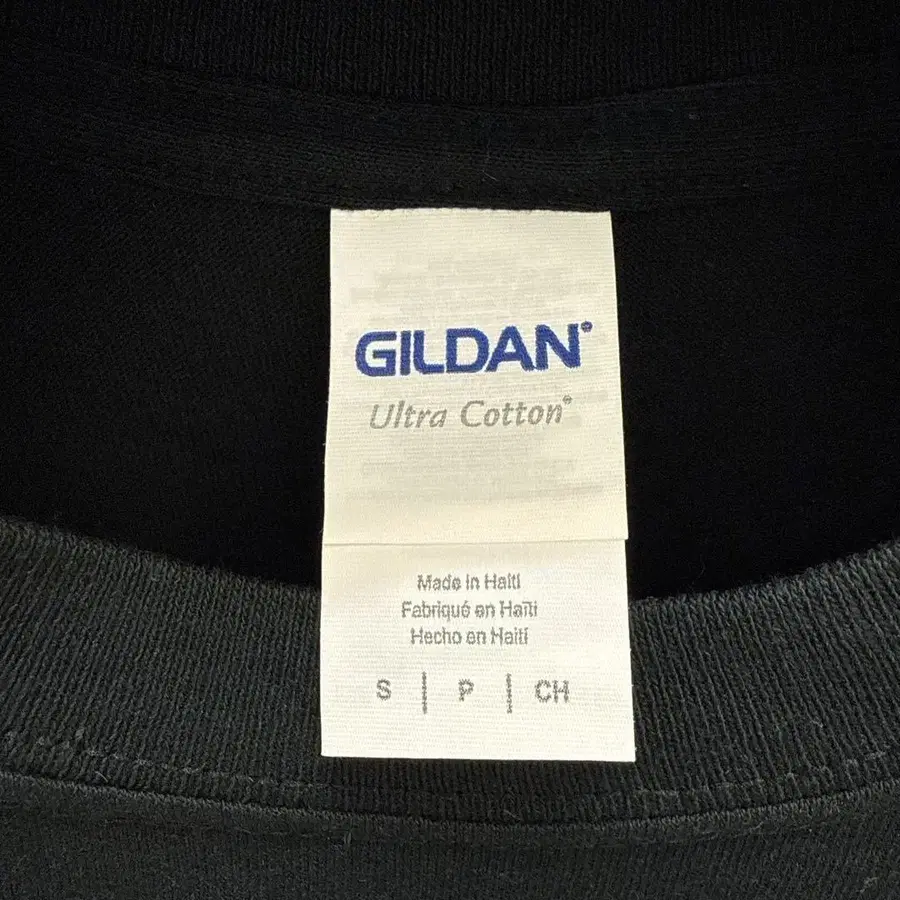 GILDAN®
Ultra Cotton®
Made in Haiti
Fabriqué en Haïti
Hecho en Haití
S | P | CH